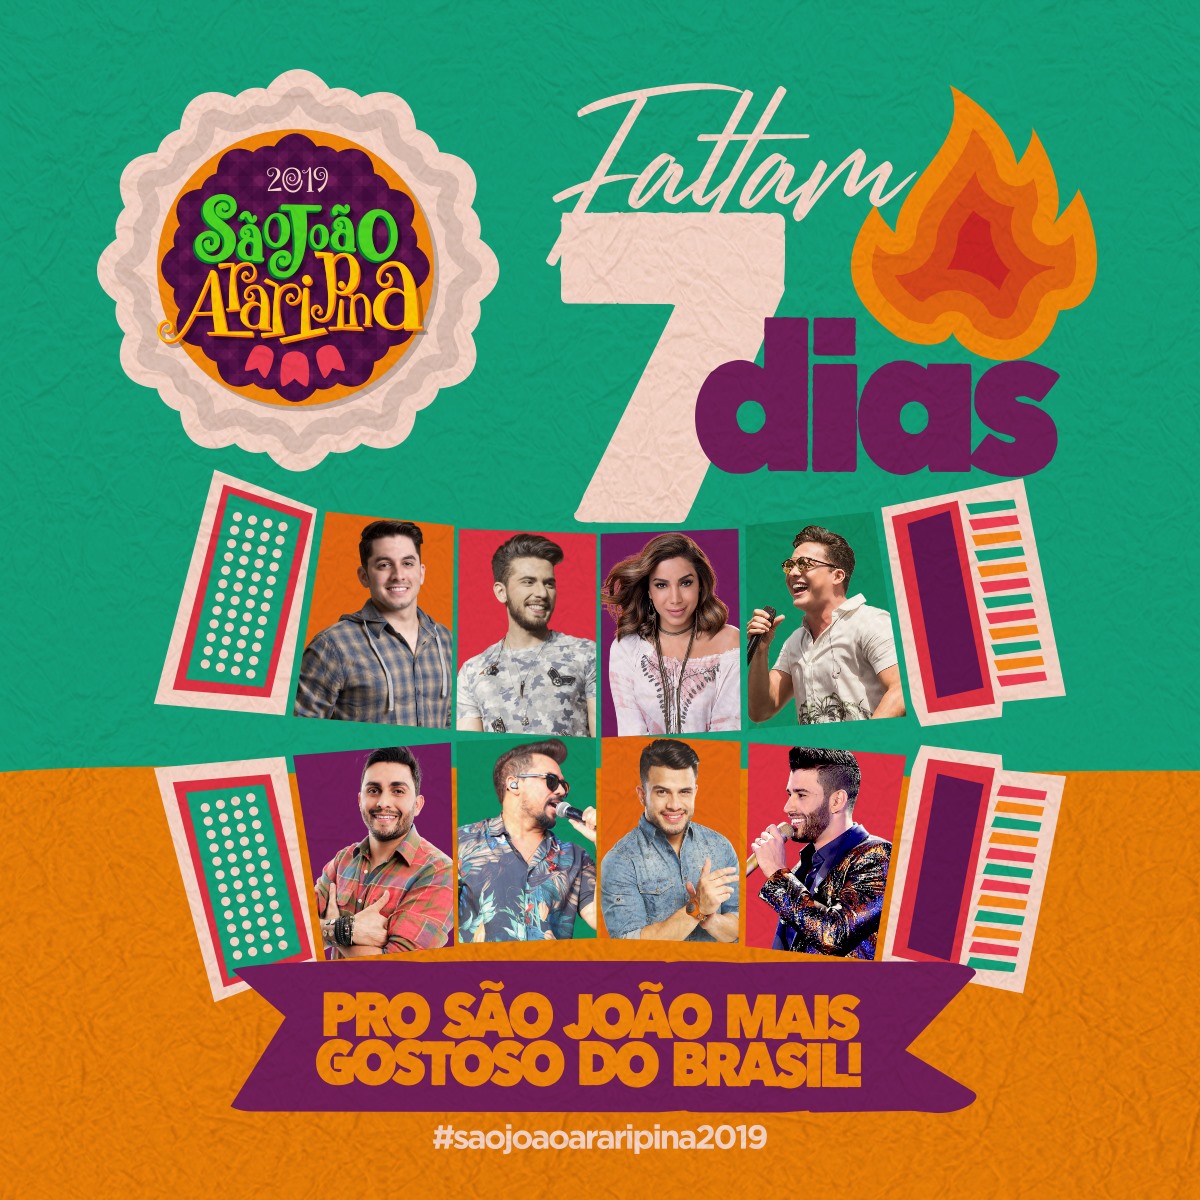 2019
São João
Araripina
Faltam
7
dias
PRO SÃO JOÃO MAIS
GOSTOSO DO BRASIL!
#saojoaoararipina2019